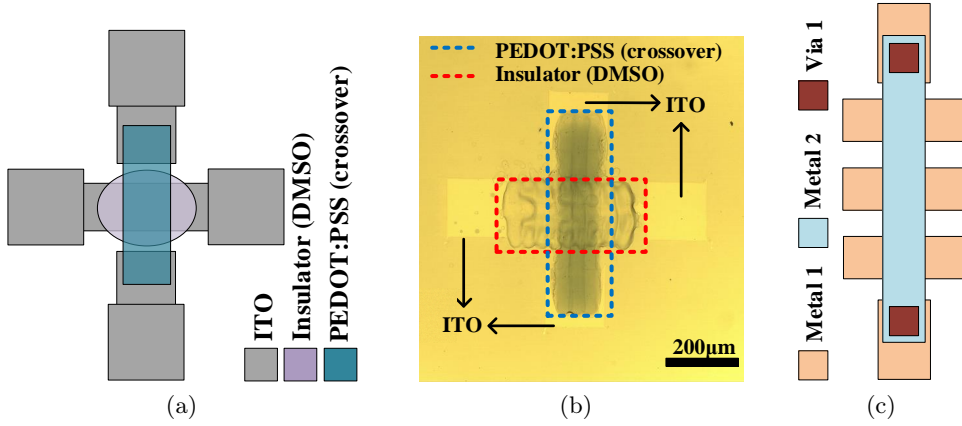 ITO
Insulator (DMSO)
PEDOT:PSS (crossover)
(a)
PEDOT:PSS (crossover)
Insulator (DMSO)
ITO
ITO
200μm
(b)
Metal 1
Metal 2
Via 1
(c)